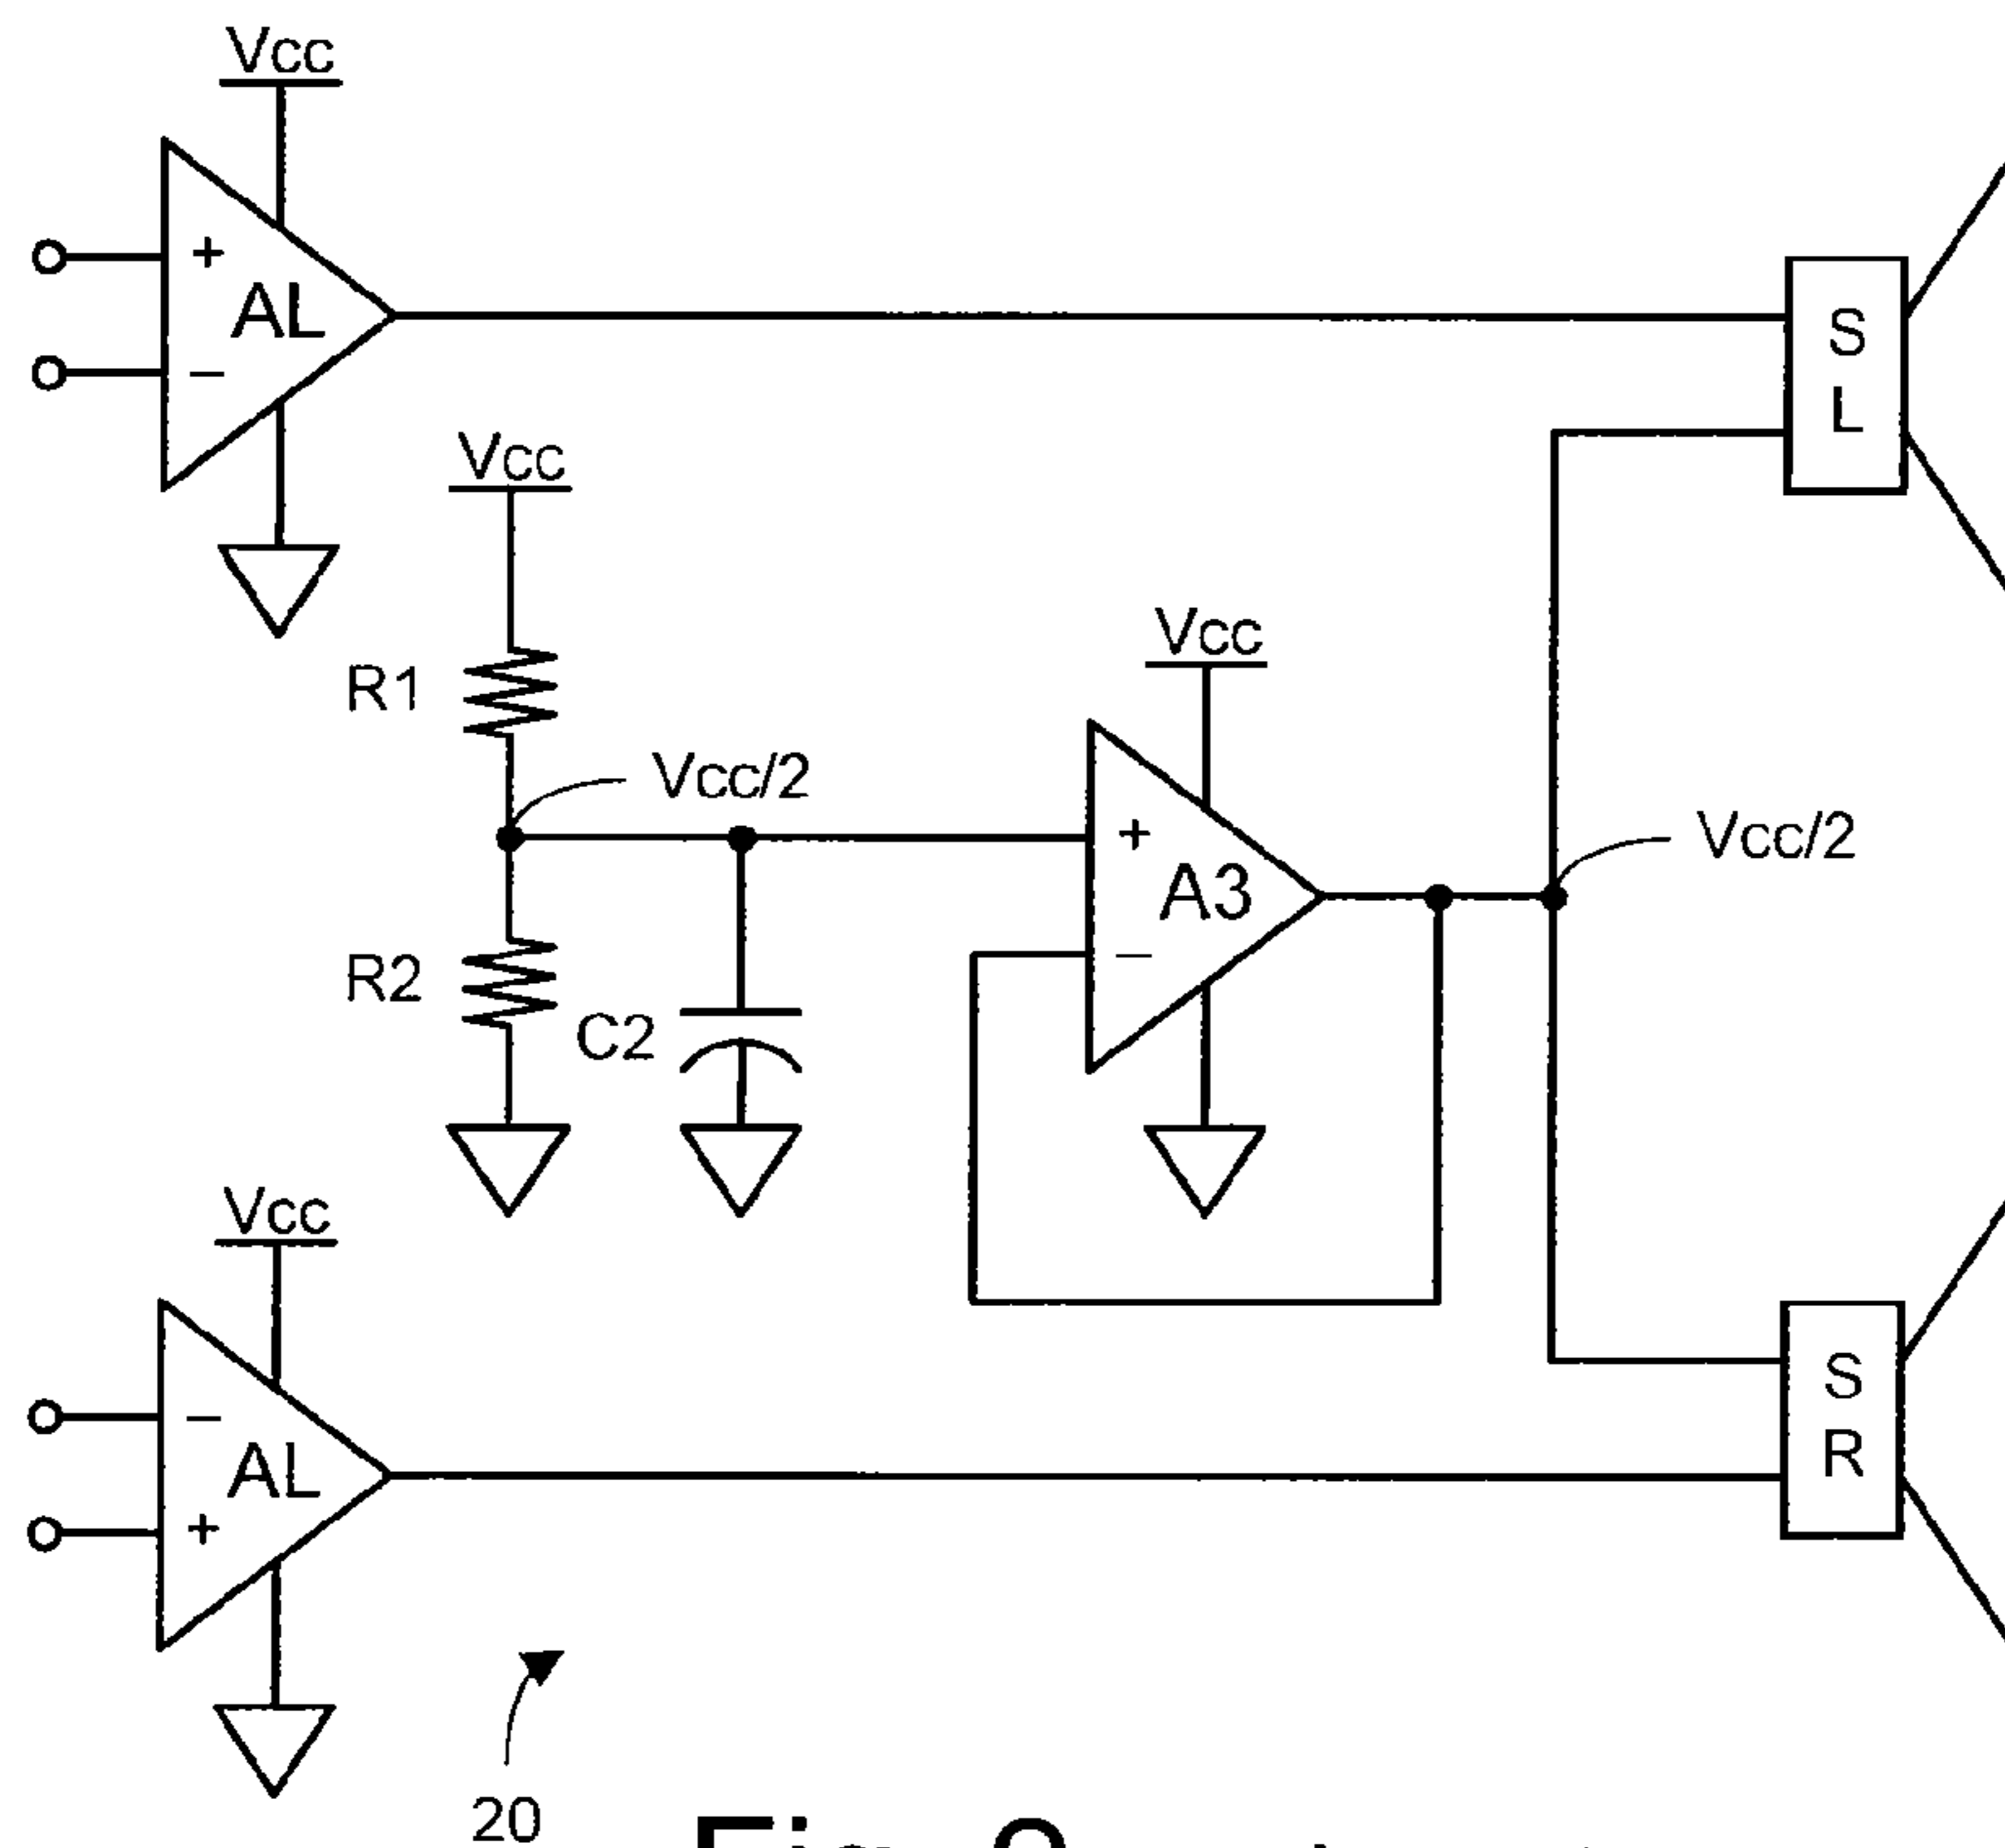 Vcc
+
AL
−
S
L
Vcc
Vcc
R1
Vcc/2
Vcc/2
+
A3
−
R2
C2
Vcc
S
R
−
AL
+
20